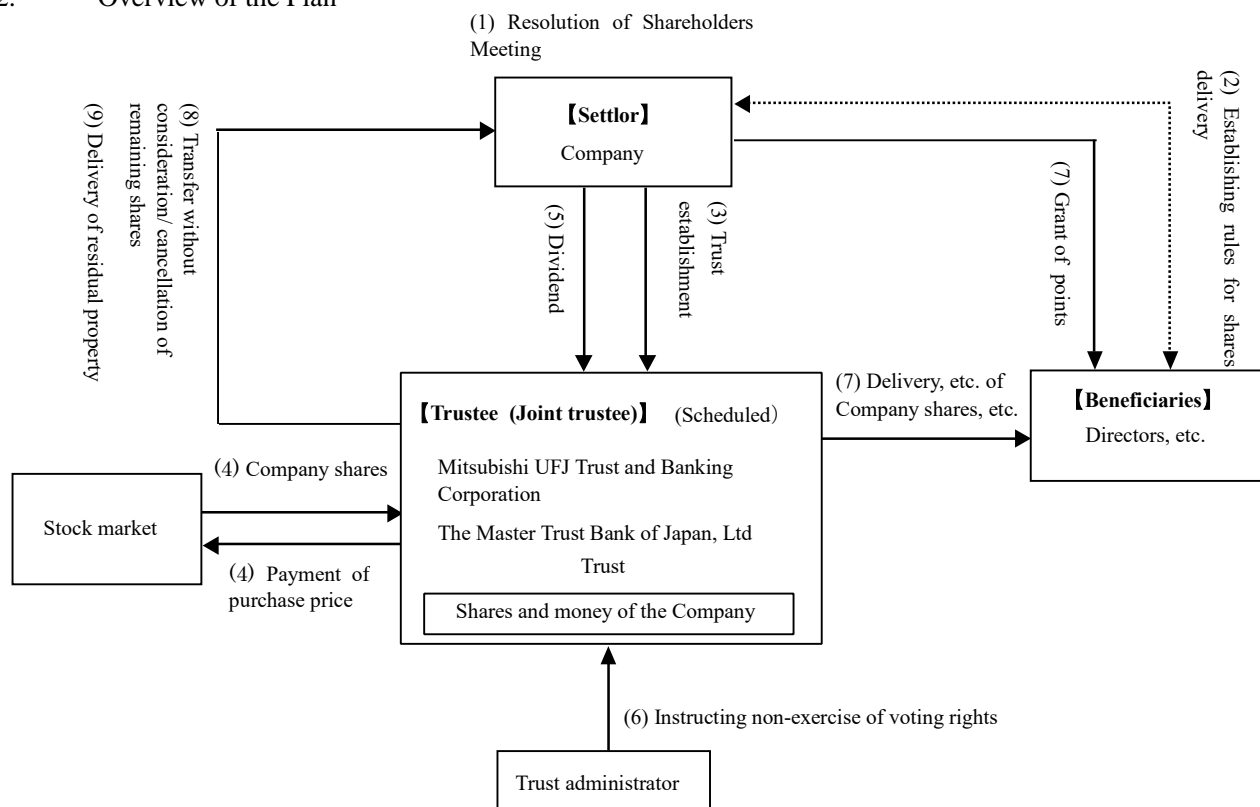 2. Overview of the Plan
(1) Resolution of Shareholders
Meeting
(2) Establishing rules for shares
delivery
(8) Transfer without
consideration/ cancellation of
remaining shares
(9) Delivery of residual property
【Settlor】
Company
(5) Dividend
(3) Trust
establishment
(7) Grant of points
【Trustee (Joint trustee)】 (Scheduled)
Mitsubishi UFJ Trust and Banking
Corporation
The Master Trust Bank of Japan, Ltd
Trust
Shares and money of the Company
(7) Delivery, etc. of
Company shares, etc.
【Beneficiaries】
Directors, etc.
(4) Company shares
Stock market
(4) Payment of
purchase price
(6) Instructing non-exercise of voting rights
Trust administrator